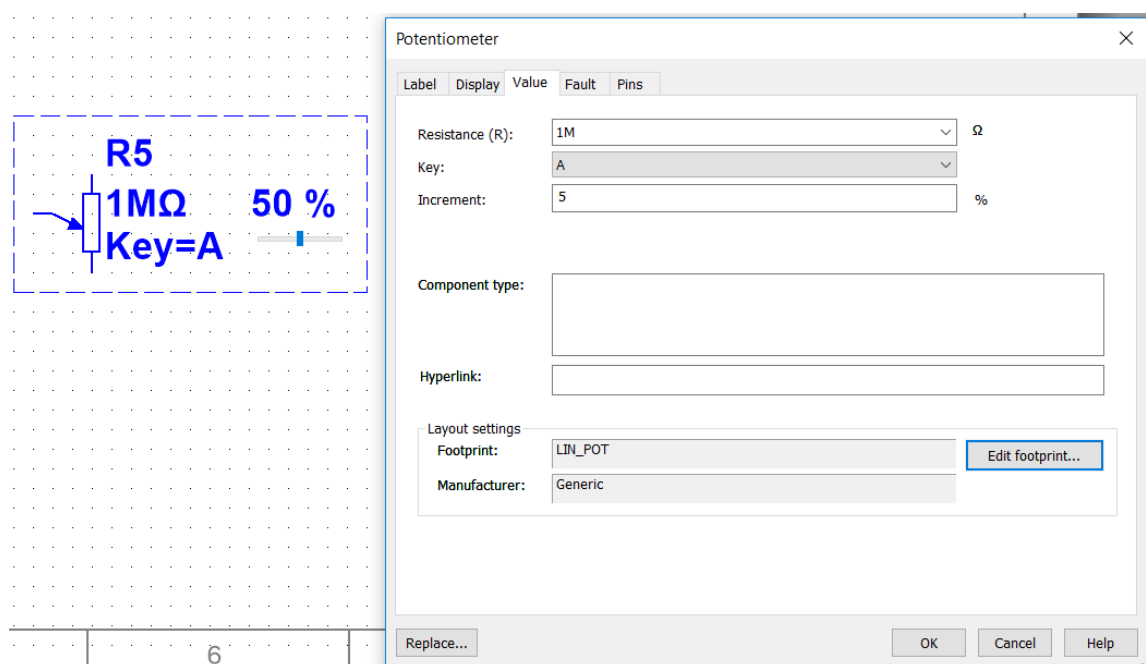 R5
1MΩ 50 %
Key=A
6
Potentiometer
Label Display Value Fault Pins
Resistance (R): 1M Ω
Key: A
Increment: 5 %
Component type:
Hyperlink:
Layout settings
Footprint: LIN_POT Edit footprint...
Manufacturer: Generic
Replace... OK Cancel Help